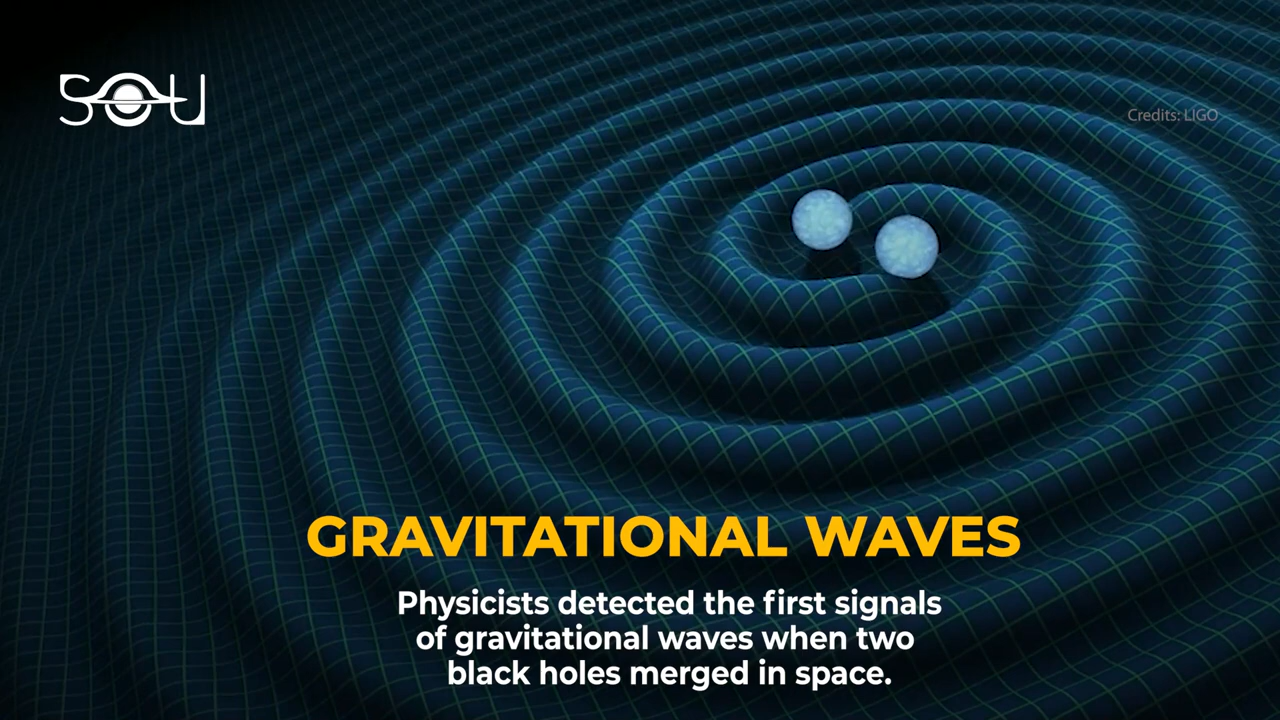 SOU
Credits: LIGO
GRAVITATIONAL WAVES
Physicists detected the first signals
of gravitational waves when two
black holes merged in space.